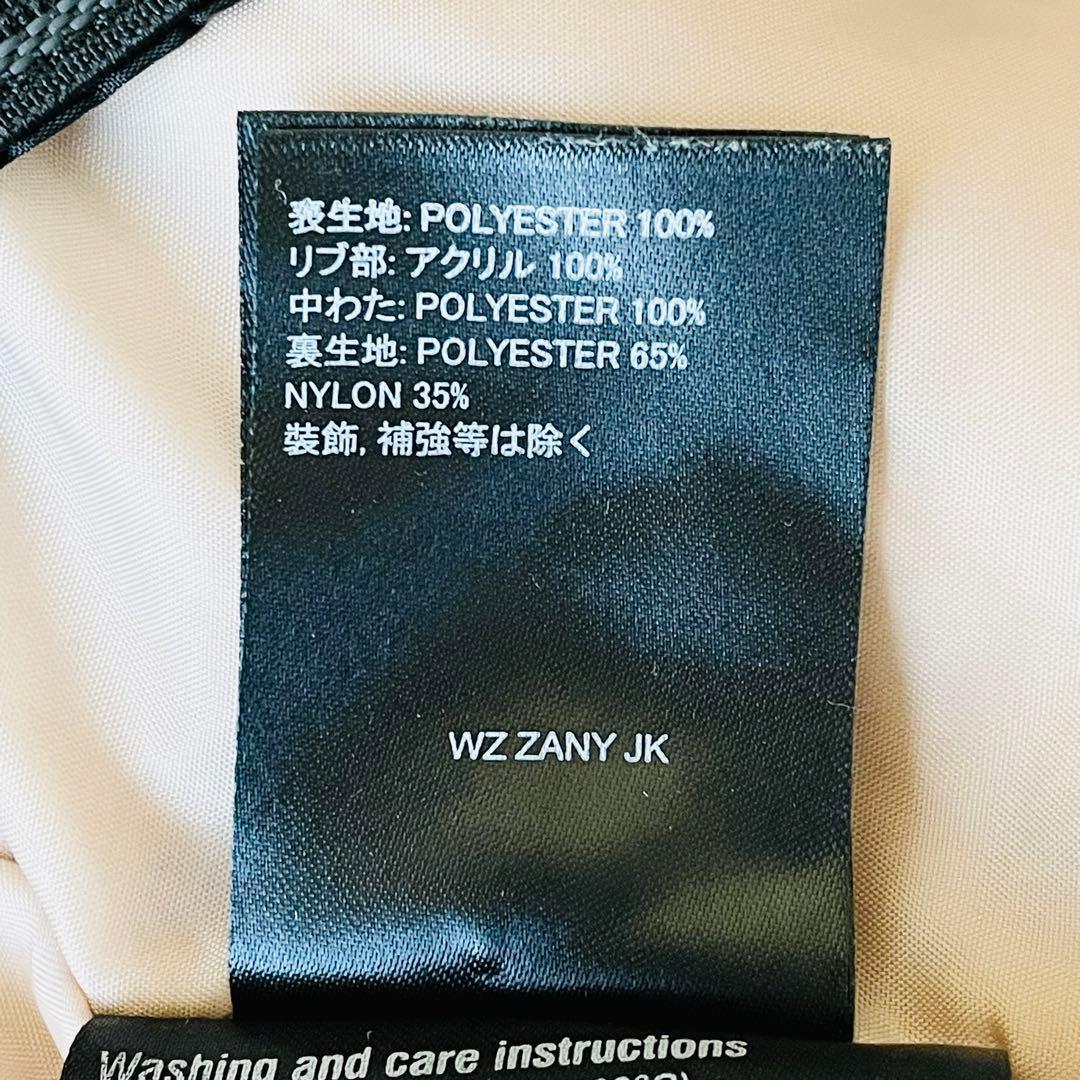 表生地: POLYESTER 100%
リブ部: アクリル 100%
中わた: POLYESTER 100%
裏生地: POLYESTER 65%
NYLON 35%
装飾, 補強等は除く
WZ ZANY JK
Washing and care instructions